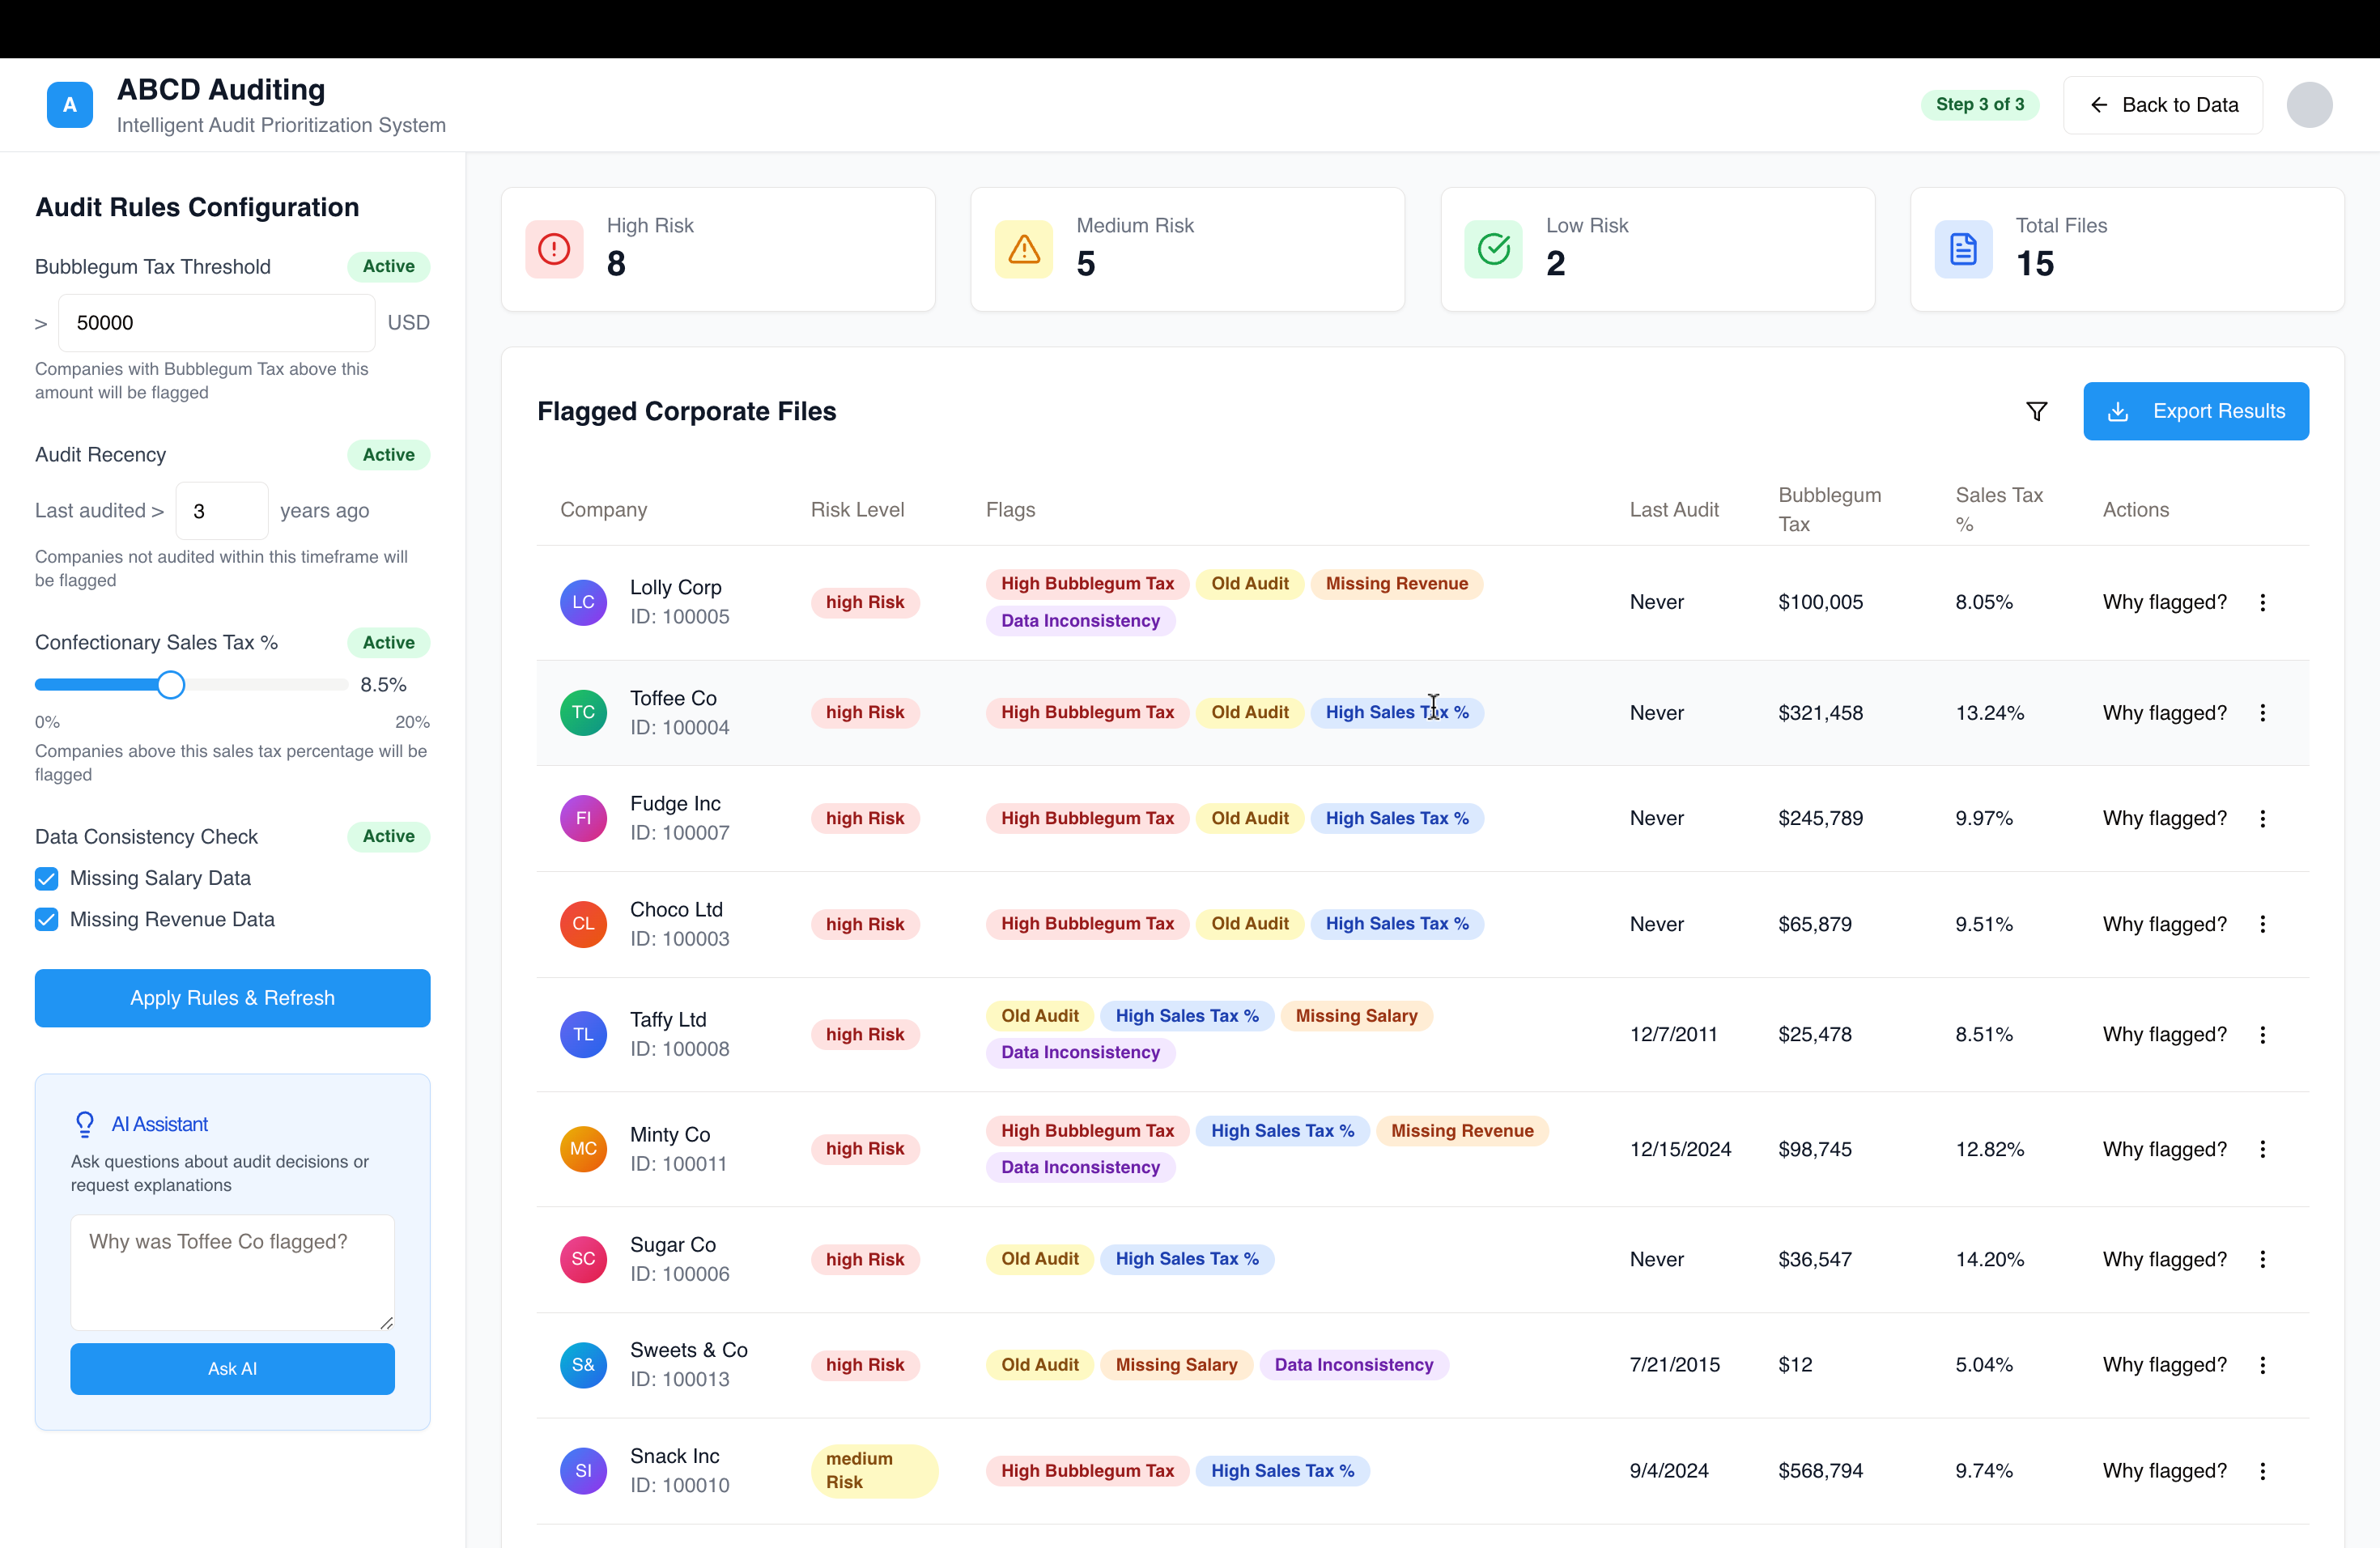 A
ABCD Auditing
Intelligent Audit Prioritization System
Step 3 of 3
Back to Data
Audit Rules Configuration
Bubblegum Tax Threshold
Active
>
50000
USD
Companies with Bubblegum Tax above this
amount will be flagged
Audit Recency
Active
Last audited >
3
years ago
Companies not audited within this timeframe will
be flagged
Confectionary Sales Tax %
Active
8.5%
0%
20%
Companies above this sales tax percentage will be
flagged
Data Consistency Check
Active
Missing Salary Data
Missing Revenue Data
Apply Rules & Refresh
AI Assistant
Ask questions about audit decisions or
request explanations
Why was Toffee Co flagged?
Ask AI
High Risk
8
Medium Risk
5
Low Risk
2
Total Files
15
Flagged Corporate Files
Export Results
Company
Risk Level
Flags
Last Audit
Bubblegum
Tax
Sales Tax
%
Actions
LC
Lolly Corp
ID: 100005
high Risk
High Bubblegum Tax
Old Audit
Missing Revenue
Data Inconsistency
Never
$100,005
8.05%
Why flagged?
TC
Toffee Co
ID: 100004
high Risk
High Bubblegum Tax
Old Audit
High Sales Tax %
Never
$321,458
13.24%
Why flagged?
FI
Fudge Inc
ID: 100007
high Risk
High Bubblegum Tax
Old Audit
High Sales Tax %
Never
$245,789
9.97%
Why flagged?
CL
Choco Ltd
ID: 100003
high Risk
High Bubblegum Tax
Old Audit
High Sales Tax %
Never
$65,879
9.51%
Why flagged?
TL
Taffy Ltd
ID: 100008
high Risk
Old Audit
High Sales Tax %
Missing Salary
Data Inconsistency
12/7/2011
$25,478
8.51%
Why flagged?
MC
Minty Co
ID: 100011
high Risk
High Bubblegum Tax
High Sales Tax %
Missing Revenue
Data Inconsistency
12/15/2024
$98,745
12.82%
Why flagged?
SC
Sugar Co
ID: 100006
high Risk
Old Audit
High Sales Tax %
Never
$36,547
14.20%
Why flagged?
S&
Sweets & Co
ID: 100013
high Risk
Old Audit
Missing Salary
Data Inconsistency
7/21/2015
$12
5.04%
Why flagged?
SI
Snack Inc
ID: 100010
medium
Risk
High Bubblegum Tax
High Sales Tax %
9/4/2024
$568,794
9.74%
Why flagged?